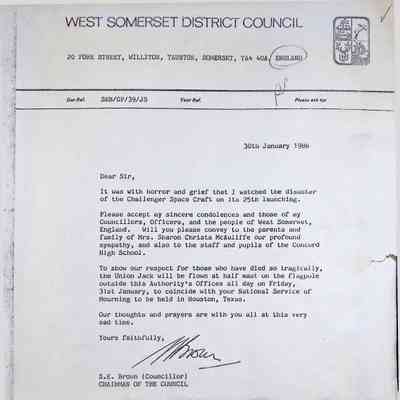 WEST SOMERSET DISTRICT COUNCIL
20 FORE STREET, WILLITON, TAUNTON, SOMERSET, TA4 4QA, ENGLAND
Our Ref. SKB/GP/39/JS Your Ref. Please ask for
30th January 1986
Dear Sir,
It was with horror and grief that I watched the disaster
of the Challenger Space Craft on its 25th launching.
Please accept my sincere condolences and those of my
Councillors, Officers, and the people of West Somerset,
England. Will you please convey to the parents and
family of Mrs. Sharon Christa McAuliffe our profound
sympathy, and also to the staff and pupils of the Concord
High School.
To show our respect for those who have died so tragically,
the Union Jack will be flown at half mast on the flagpole
outside this Authority's Offices all day on Friday,
31st January, to coincide with your National Service of
Mourning to be held in Houston, Texas.
Our thoughts and prayers are with you all at this very
sad time.
Yours faithfully,
Brown
S.K. Brown (Councillor)
CHAIRMAN OF THE COUNCIL